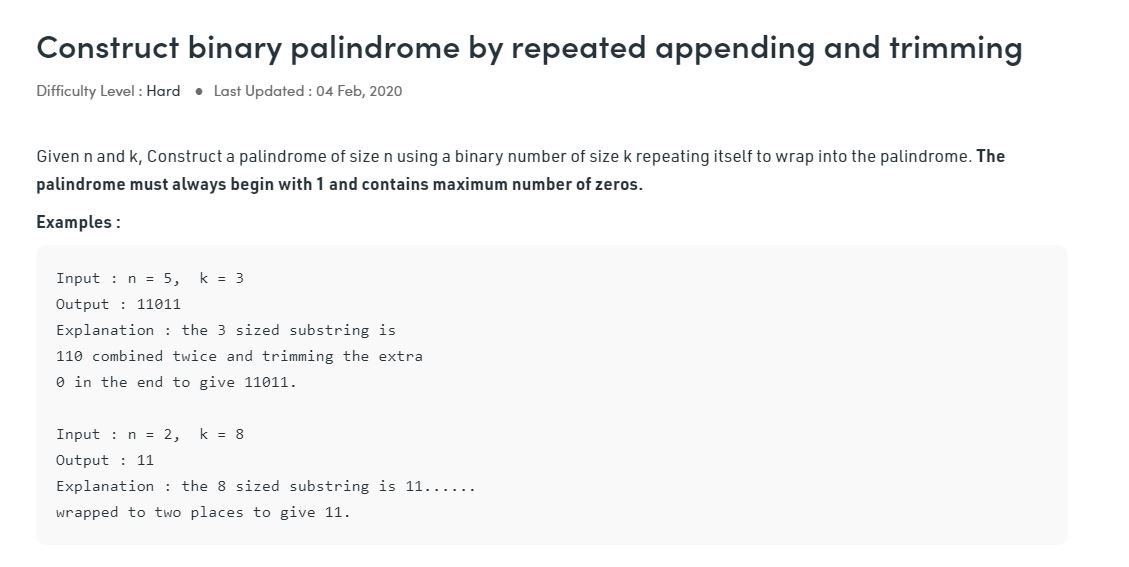 Construct binary palindrome by repeated appending and trimming
Difficulty Level : Hard • Last Updated : 04 Feb, 2020
Given n and k, Construct a palindrome of size n using a binary number of size k repeating itself to wrap into the palindrome. The
palindrome must always begin with 1 and contains maximum number of zeros.
Examples :
Input : n = 5,  k = 3
Output : 11011
Explanation : the 3 sized substring is
110 combined twice and trimming the extra
0 in the end to give 11011.
Input : n = 2,  k = 8
Output : 11
Explanation : the 8 sized substring is 11......
wrapped to two places to give 11.